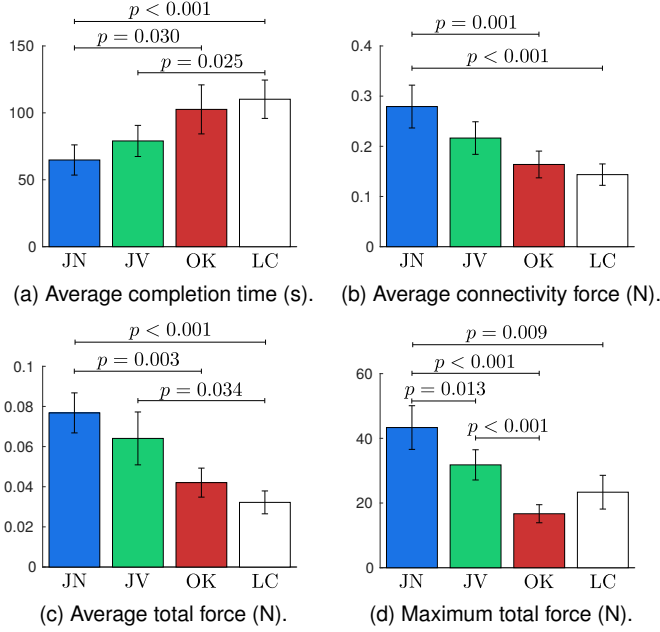 p < 0.001
p = 0.030
p = 0.025
150
100
50
0
JN JV OK LC
(a) Average completion time (s).
p = 0.001
p < 0.001
0.4
0.3
0.2
0.1
0
JN JV OK LC
(b) Average connectivity force (N).
p < 0.001
p = 0.003
p = 0.034
0.1
0.08
0.06
0.04
0.02
0
JN JV OK LC
(c) Average total force (N).
p = 0.009
p < 0.001
p = 0.013
p < 0.001
60
40
20
0
JN JV OK LC
(d) Maximum total force (N).